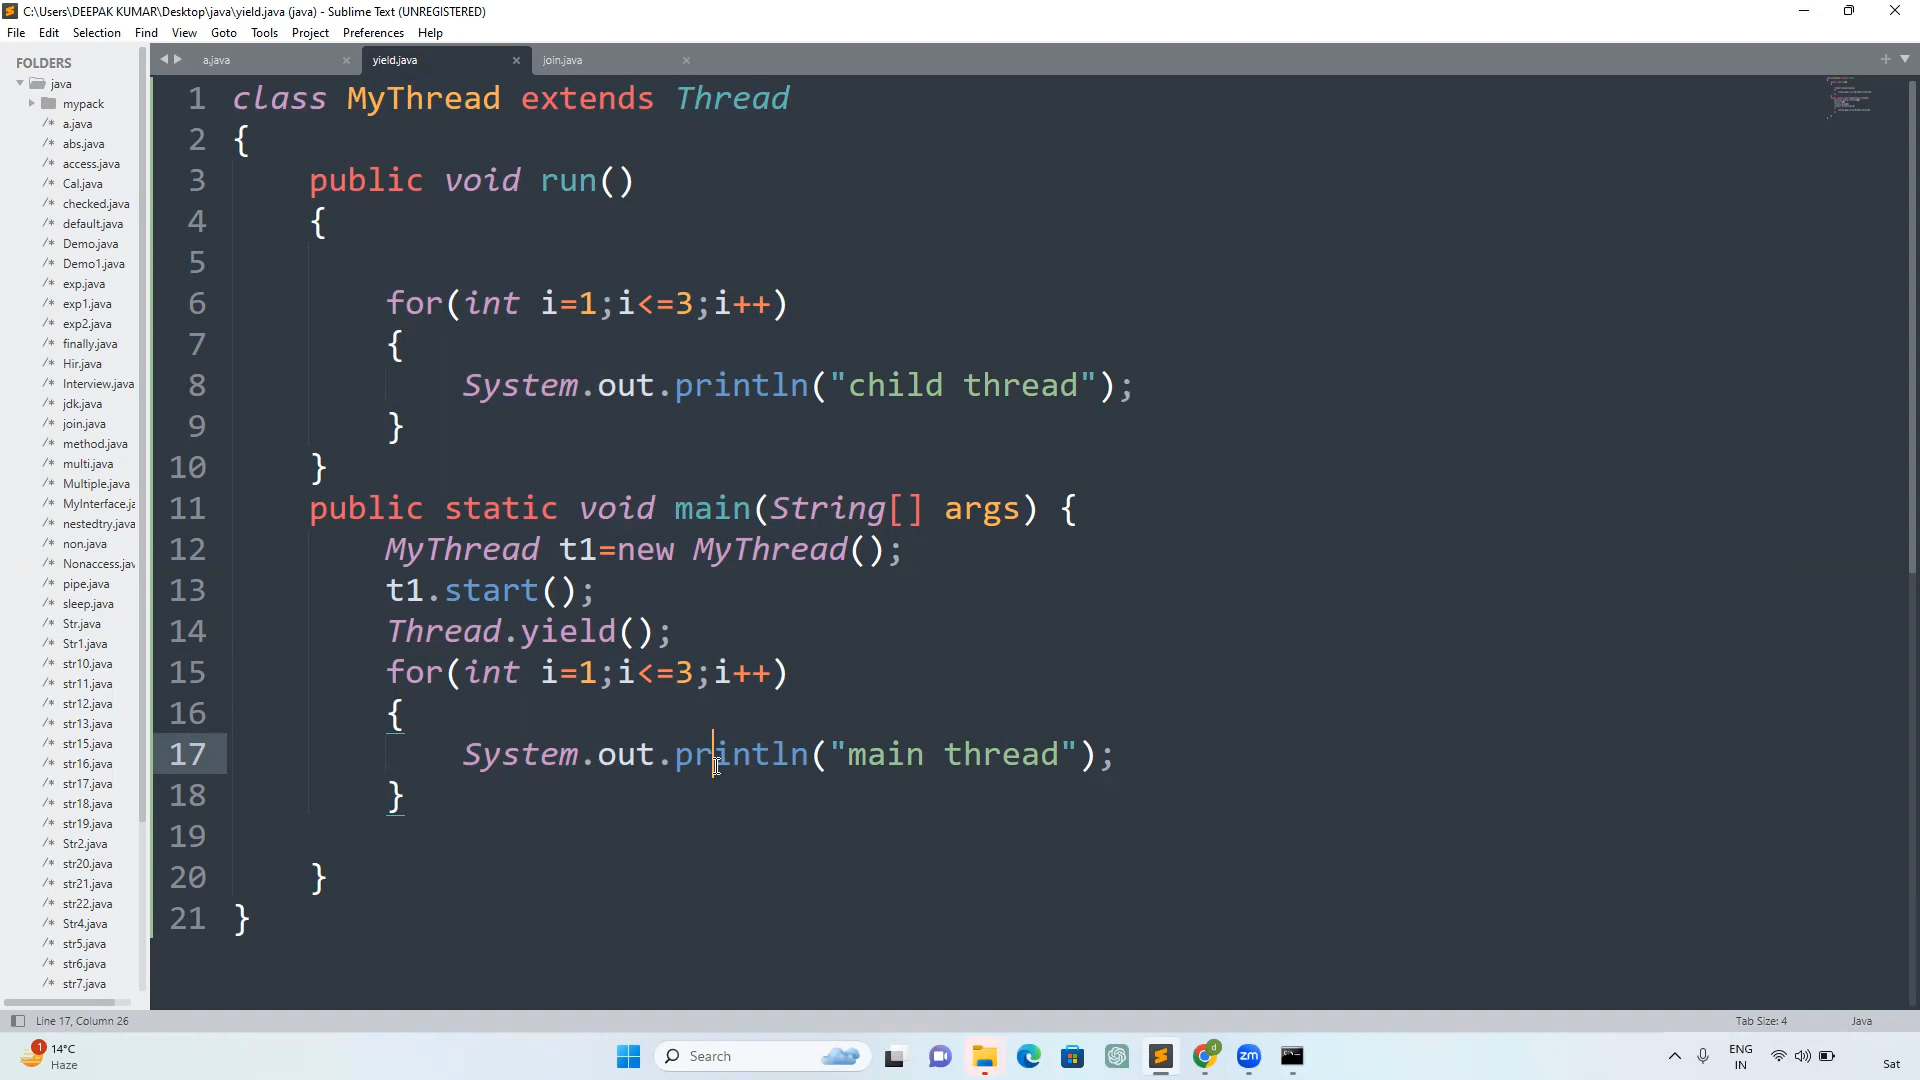 C:\Users\DEEPAK KUMAR\Desktop\java\yield.java (java) - Sublime Text (UNREGISTERED)
File Edit Selection Find View Goto Tools Project Preferences Help
FOLDERS
java
mypack
/* a.java
/* abs.java
/* access.java
/* Cal.java
/* checked.java
/* default.java
/* Demo.java
/* Demo1.java
/* exp.java
/* exp1.java
/* exp2.java
/* finally.java
/* Hir.java
/* Interview.java
/* jdk.java
/* join.java
/* method.java
/* multi.java
/* Multiple.java
/* MyInterface.ja
/* nestedtry.java
/* non.java
/* Nonaccess.jav
/* pipe.java
/* sleep.java
/* Str.java
/* Str1.java
/* str10.java
/* str11.java
/* str12.java
/* str13.java
/* str15.java
/* str16.java
/* str17.java
/* str18.java
/* str19.java
/* Str2.java
/* str20.java
/* str21.java
/* str22.java
/* Str4.java
/* str5.java
/* str6.java
/* str7.java
a.java × yield.java × join.java ×
1 class MyThread extends Thread
2 {
3 public void run()
4 {
5
6 for(int i=1;i<=3;i++)
7 {
8 System.out.println("child thread");
9 }
10 }
11 public static void main(String[] args) {
12 MyThread t1=new MyThread();
13 t1.start();
14 Thread.yield();
15 for(int i=1;i<=3;i++)
16 {
17 System.out.println("main thread");
18 }
19
20 }
21 }
Line 17, Column 26 Tab Size: 4 Java
1 14°C
Haze
Search
d
zm
ENG
IN
Sat